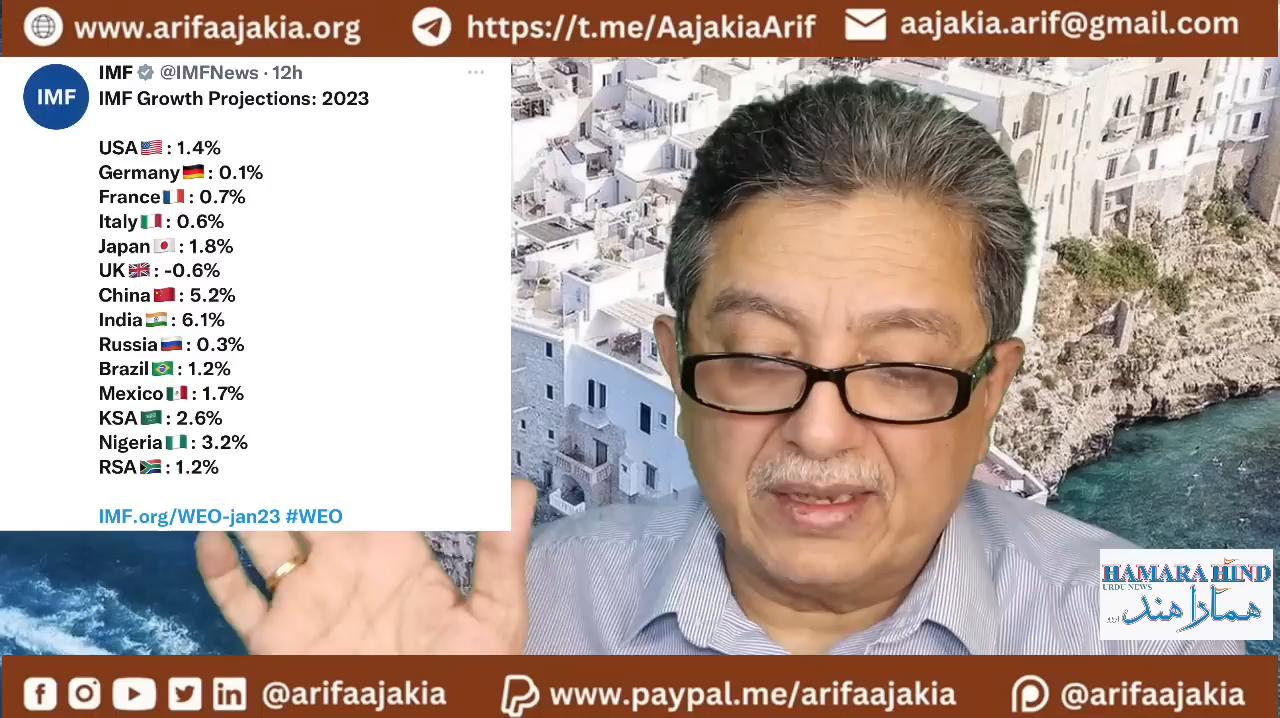 www.arifaajakia.org
https://t.me/AajakiaArif
aajakia.arif@gmail.com
IMF @IMFNews · 12h
IMF
IMF Growth Projections: 2023
USA🇺🇸: 1.4%
Germany🇩🇪: 0.1%
France🇫🇷: 0.7%
Italy🇮🇹: 0.6%
Japan🇯🇵: 1.8%
UK🇬🇧: -0.6%
China🇨🇳: 5.2%
India🇮🇳: 6.1%
Russia🇷🇺: 0.3%
Brazil🇧🇷: 1.2%
Mexico🇲🇽: 1.7%
KSA🇸🇦: 2.6%
Nigeria🇳🇬: 3.2%
RSA🇿🇦: 1.2%
IMF.org/WEO-jan23 #WEO
HAMARA HIND
URDU NEWS
ہمارا ہند
اردو
@arifaajakia
www.paypal.me/arifaajakia
@arifaajakia